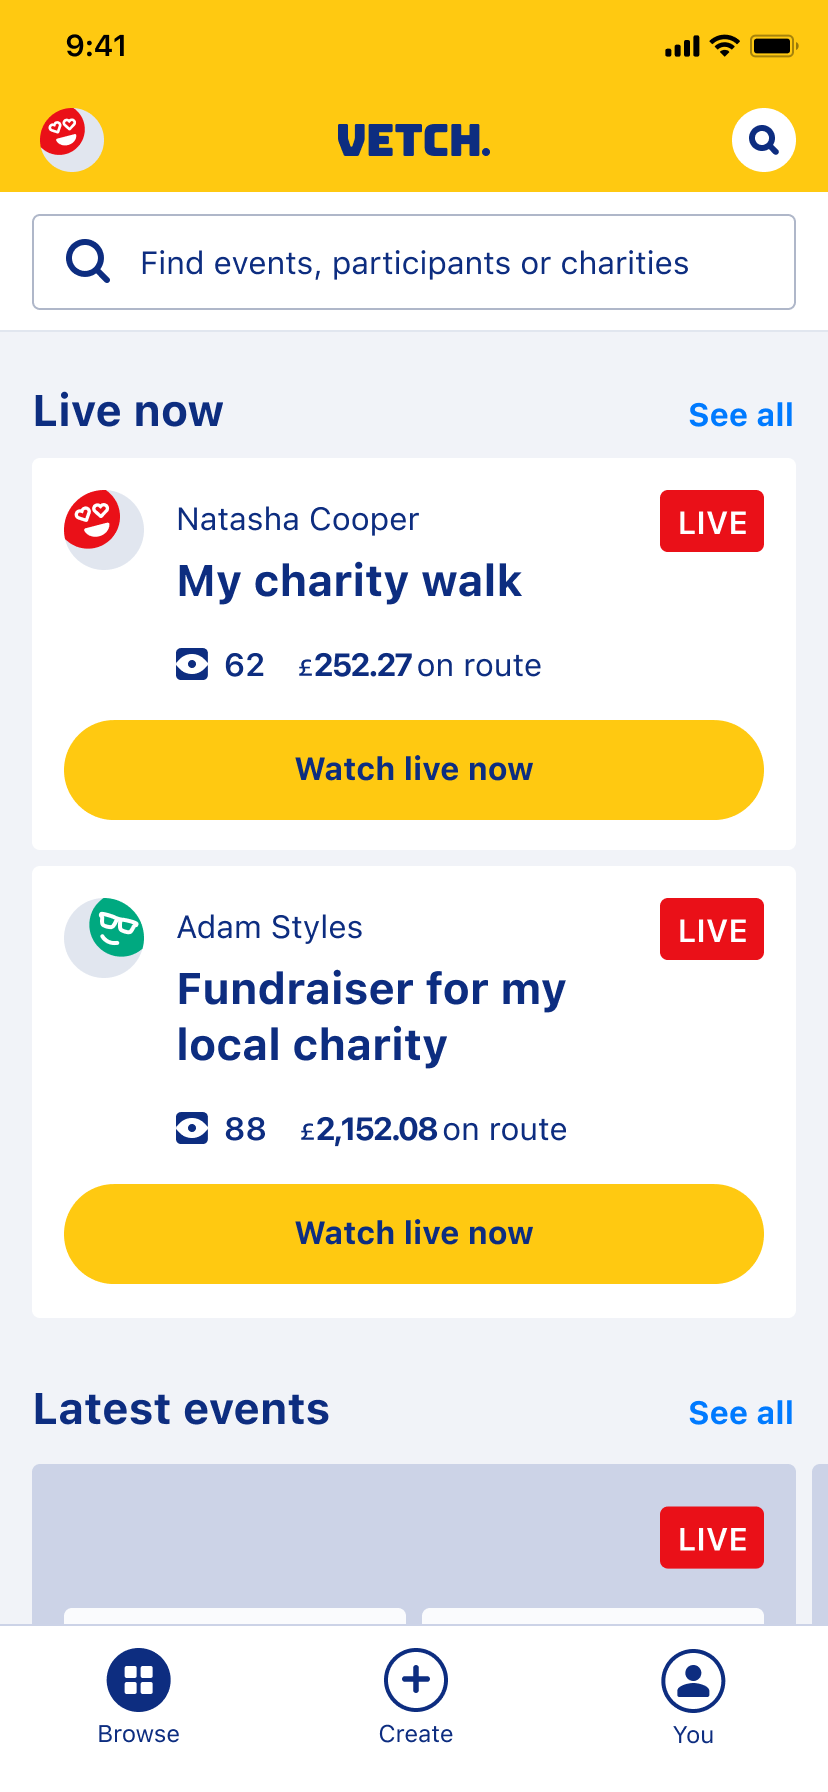 9:41
VETCH.
Find events, participants or charities
Live now
See all
Natasha Cooper
LIVE
My charity walk
62 £252.27 on route
Watch live now
Adam Styles
LIVE
Fundraiser for my
local charity
88 £2,152.08 on route
Watch live now
Latest events
See all
LIVE
Browse
Create
You